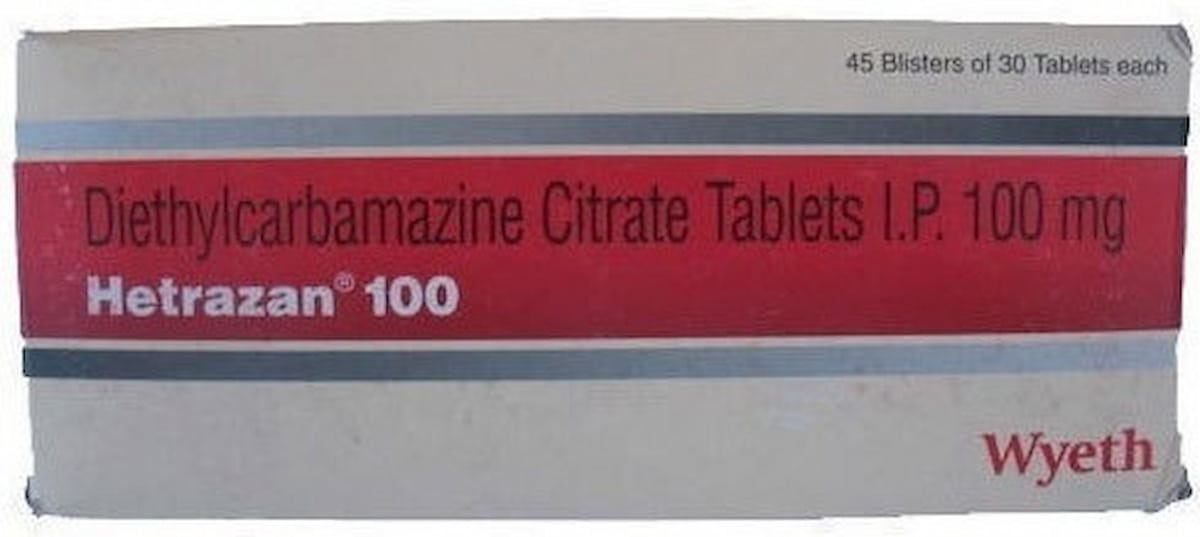 45 Blisters of 30 Tablets each
Diethylcarbamazine Citrate Tablets I.P. 100 mg
Hetrazan® 100
Wyeth